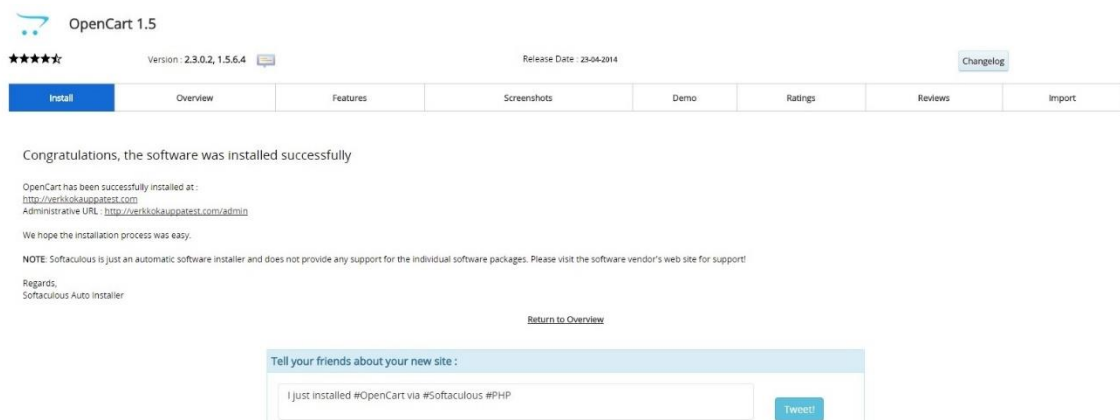 OpenCart 1.5
Version : 2.3.0.2, 1.5.6.4 Release Date : 23-04-2014 Changelog
Install Overview Features Screenshots Demo Ratings Reviews Import
Congratulations, the software was installed successfully
OpenCart has been successfully installed at :
http://verkkokauppatest.com
Administrative URL : http://verkkokauppatest.com/admin
We hope the installation process was easy.
NOTE: Softaculous is just an automatic software installer and does not provide any support for the individual software packages. Please visit the software vendor's web site for support!
Regards,
Softaculous Auto Installer
Return to Overview
Tell your friends about your new site :
I just installed #OpenCart via #Softaculous #PHP
Tweet!